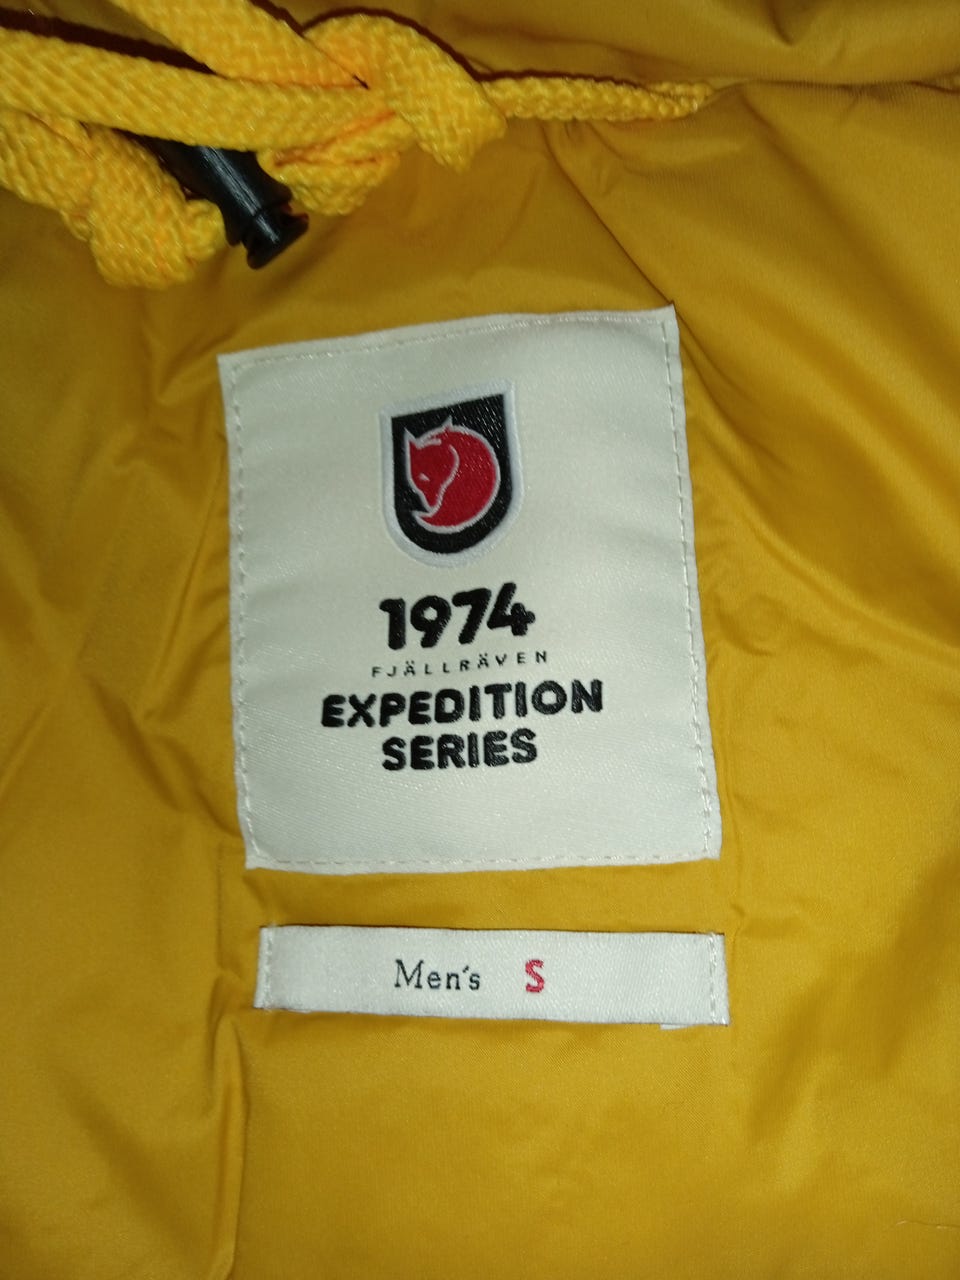 1974
FJÄLLRÄVEN
EXPEDITION
SERIES
Men's S